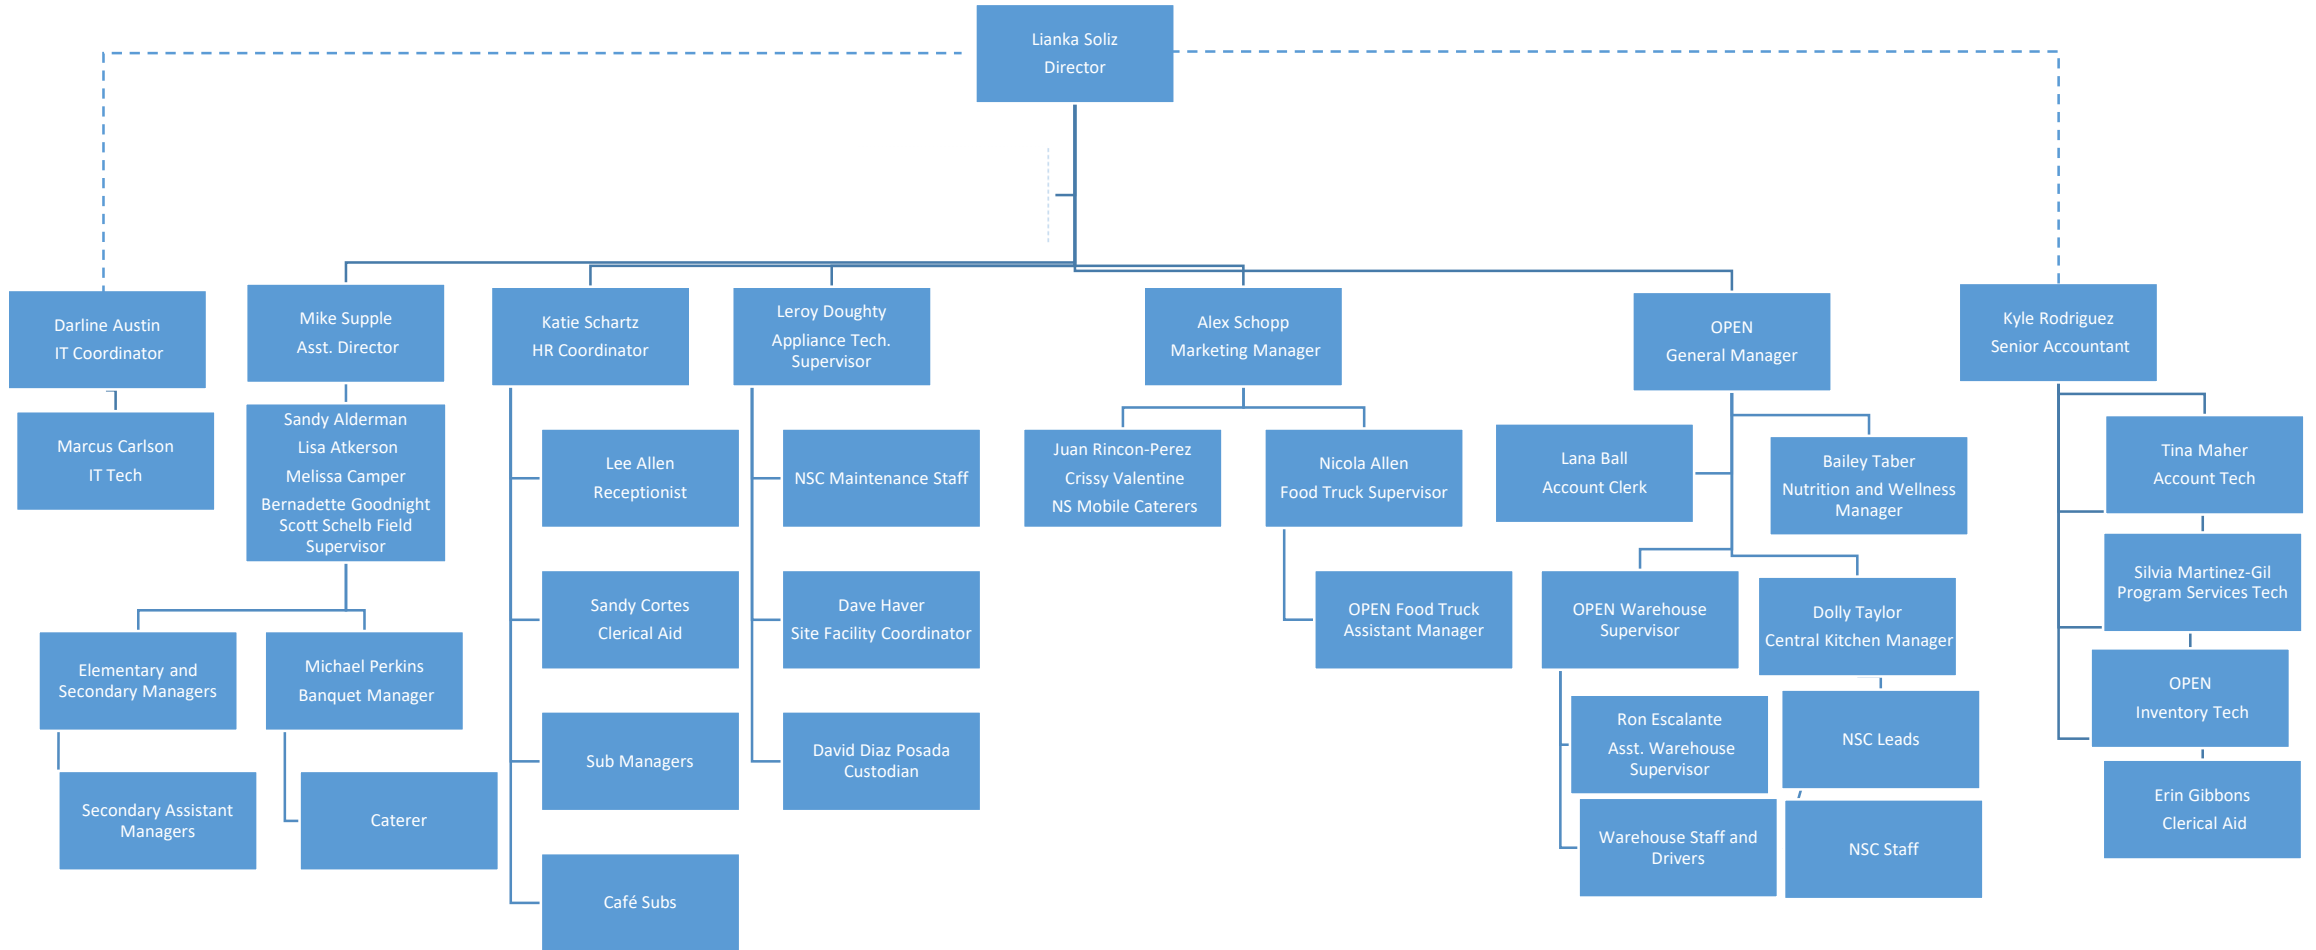 Lianka Soliz
Director
Darline Austin
IT Coordinator
Marcus Carlson
IT Tech
Mike Supple
Asst. Director
Sandy Alderman
Lisa Atkerson
Melissa Camper
Bernadette Goodnight
Scott Schelb Field
Supervisor
Elementary and
Secondary Managers
Secondary Assistant
Managers
Michael Perkins
Banquet Manager
Caterer
Katie Schartz
HR Coordinator
Lee Allen
Receptionist
Sandy Cortes
Clerical Aid
Sub Managers
Café Subs
Leroy Doughty
Appliance Tech.
Supervisor
NSC Maintenance Staff
Dave Haver
Site Facility Coordinator
David Diaz Posada
Custodian
Alex Schopp
Marketing Manager
Juan Rincon-Perez
Crissy Valentine
NS Mobile Caterers
Nicola Allen
Food Truck Supervisor
OPEN Food Truck
Assistant Manager
OPEN
General Manager
Lana Ball
Account Clerk
Bailey Taber
Nutrition and Wellness
Manager
OPEN Warehouse
Supervisor
Ron Escalante
Asst. Warehouse
Supervisor
Warehouse Staff and
Drivers
Dolly Taylor
Central Kitchen Manager
NSC Leads
NSC Staff
Kyle Rodriguez
Senior Accountant
Tina Maher
Account Tech
Silvia Martinez-Gil
Program Services Tech
OPEN
Inventory Tech
Erin Gibbons
Clerical Aid